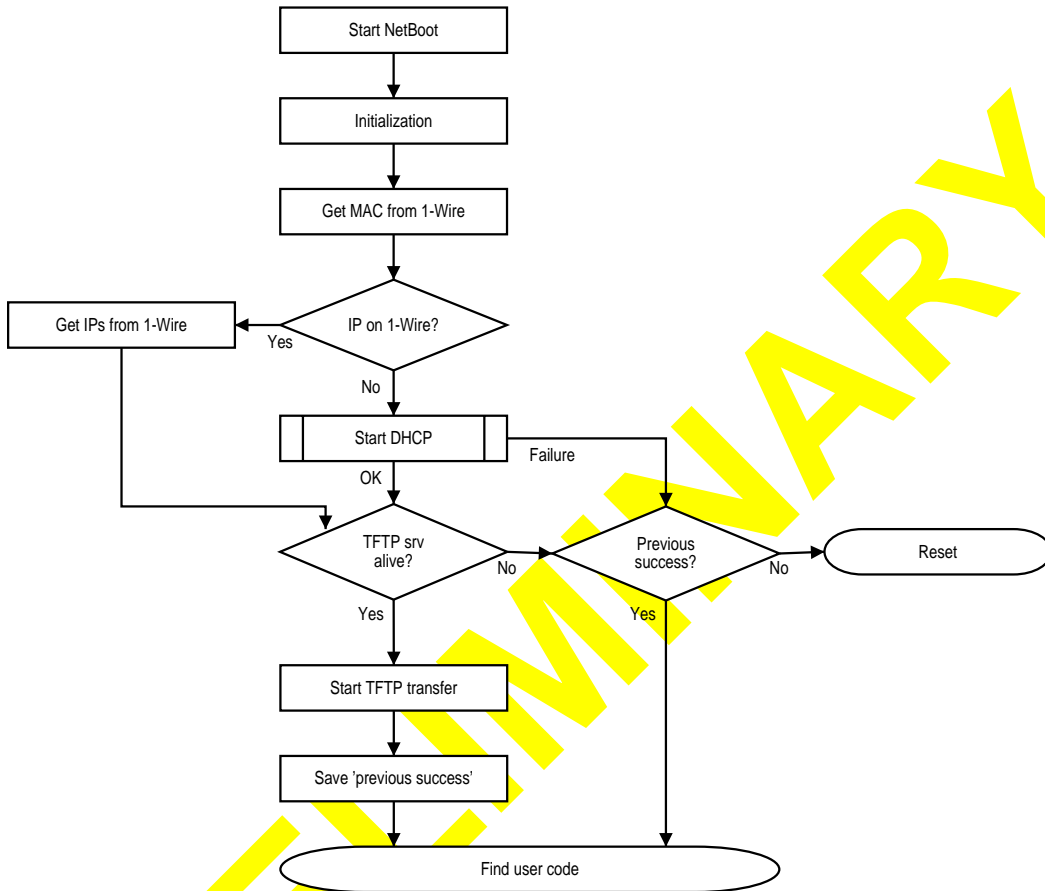 Start NetBoot
Initialization
Get MAC from 1-Wire
Get IPs from 1-Wire
IP on 1-Wire?
Yes
No
Start DHCP
Failure
OK
TFTP srv
alive?
No
Previous
success?
No
Reset
Yes
Yes
Start TFTP transfer
Save 'previous success'
Find user code